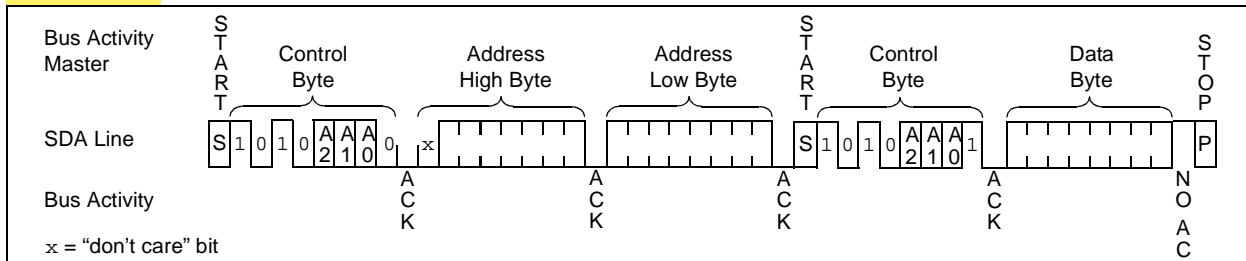 Bus Activity
Master
START
Control
Byte
Address
High Byte
Address
Low Byte
START
Control
Byte
Data
Byte
STOP
SDA Line
S 1 0 1 0 A2 A1 A0 0 x S 1 0 1 0 A2 A1 A0 1 P
Bus Activity
ACK
ACK
ACK
ACK
NO AC
x = "don't care" bit